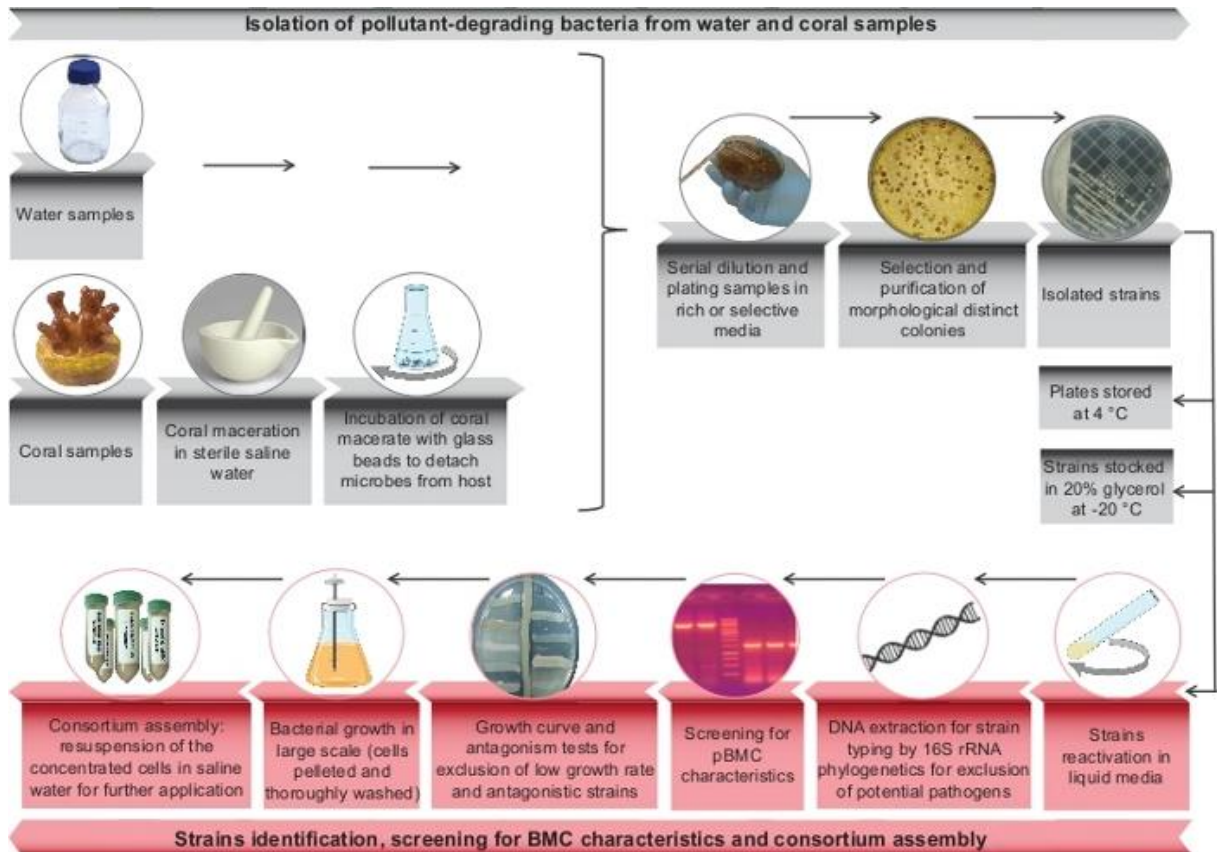 Isolation of pollutant-degrading bacteria from water and coral samples
Water samples
Serial dilution and
plating samples in
rich or selective
media
Selection and
purification of
morphological distinct
colonies
Isolated strains
Coral samples
Coral maceration
in sterile saline
water
Incubation of coral
macerate with glass
beads to detach
microbes from host
Plates stored
at 4 °C
Strains stocked
in 20% glycerol
at -20 °C
Consortium assembly:
resuspension of the
concentrated cells in saline
water for further application
Bacterial growth in
large scale (cells
pelleted and
thoroughly washed)
Growth curve and
antagonism tests for
exclusion of low growth rate
and antagonistic strains
Screening for
pBMC
characteristics
DNA extraction for strain
typing by 16S rRNA
phylogenetics for exclusion
of potential pathogens
Strains
reactivation in
liquid media
Strains identification, screening for BMC characteristics and consortium assembly